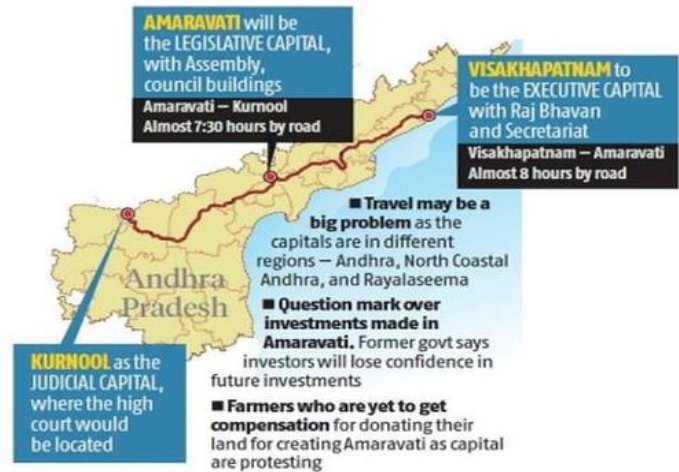 AMARAVATI will be
the LEGISLATIVE CAPITAL,
with Assembly,
council buildings
Amaravati – Kurnool
Almost 7:30 hours by road
VISAKHAPATNAM to
be the EXECUTIVE CAPITAL
with Raj Bhavan
and Secretariat
Visakhapatnam – Amaravati
Almost 8 hours by road
■ Travel may be a
big problem as the
capitals are in different
regions – Andhra, North Coastal
Andhra, and Rayalaseema
■ Question mark over
investments made in
Amaravati. Former govt says
investors will lose confidence in
future investments
■ Farmers who are yet to get
compensation for donating their
land for creating Amaravati as capital
are protesting
Andhra
Pradesh
KURNOOL as the
JUDICIAL CAPITAL,
where the high
court would
be located